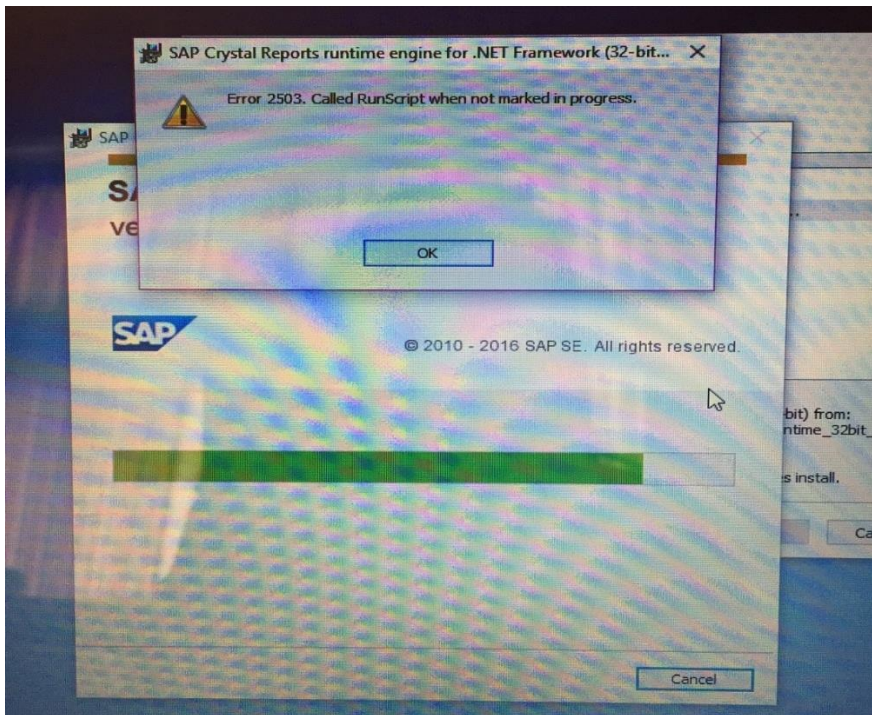 SAP Crystal Reports runtime engine for .NET Framework (32-bit...
Error 2503. Called RunScript when not marked in progress.
OK
SAP
SAP
© 2010 - 2016 SAP SE. All rights reserved.
bit) from:
ntime_32bit_
s install.
Cancel